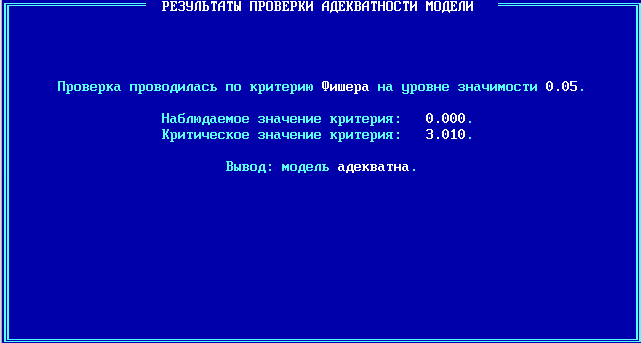 РЕЗУЛЬТАТЫ ПРОВЕРКИ АДЕКВАТНОСТИ МОДЕЛИ
Проверка проводилась по критерию Фишера на уровне значимости 0.05.
Наблюдаемое значение критерия: 0.000.
Критическое значение критерия: 3.010.
Вывод: модель адекватна.